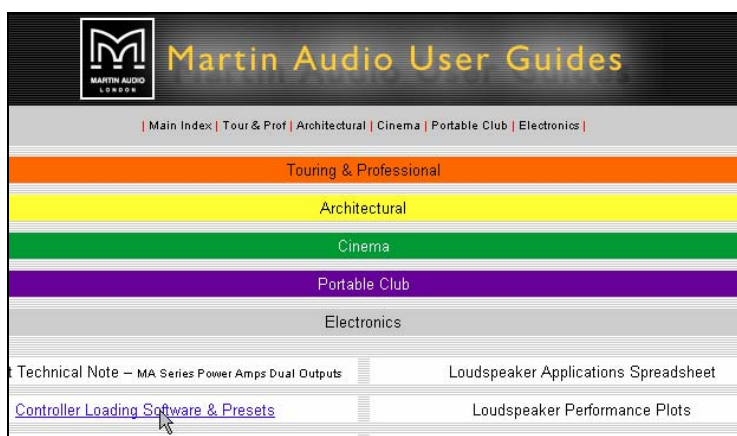 MARTIN AUDIO
LONDON
Martin Audio User Guides
| Main Index | Tour & Prof | Architectural | Cinema | Portable Club | Electronics |
Touring & Professional
Architectural
Cinema
Portable Club
Electronics
t Technical Note – MA Series Power Amps Dual Outputs
Loudspeaker Applications Spreadsheet
Controller Loading Software & Presets
Loudspeaker Performance Plots